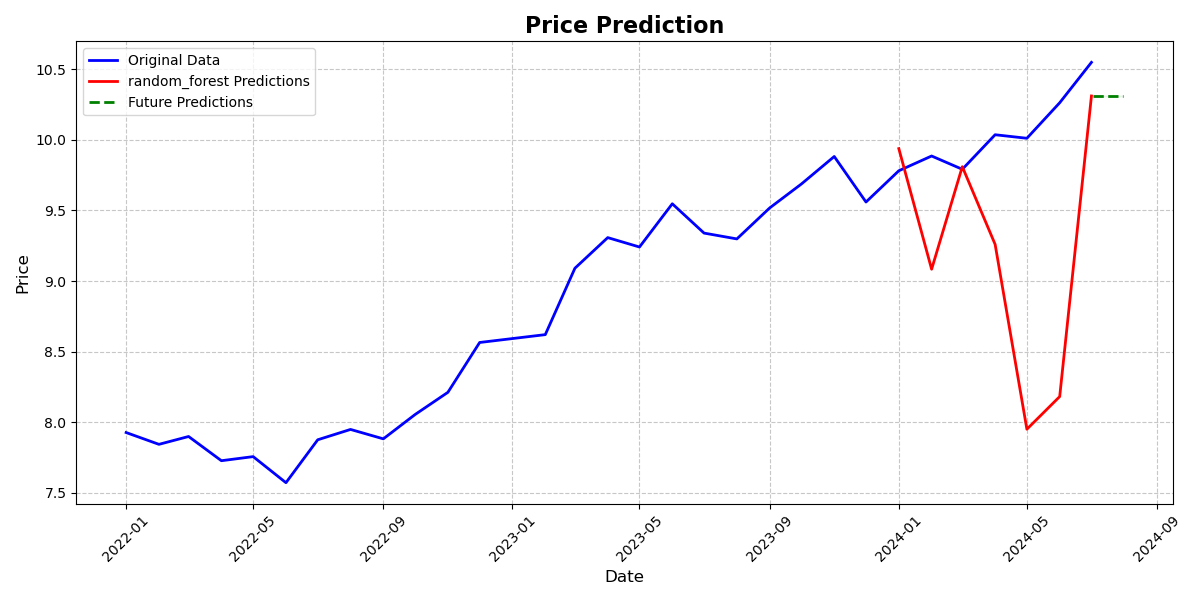 Price Prediction
Original Data
random_forest Predictions
Future Predictions
Price
10.5
10.0
9.5
9.0
8.5
8.0
7.5
2022-01
2022-05
2022-09
2023-01
2023-05
2023-09
2024-01
2024-05
2024-09
Date